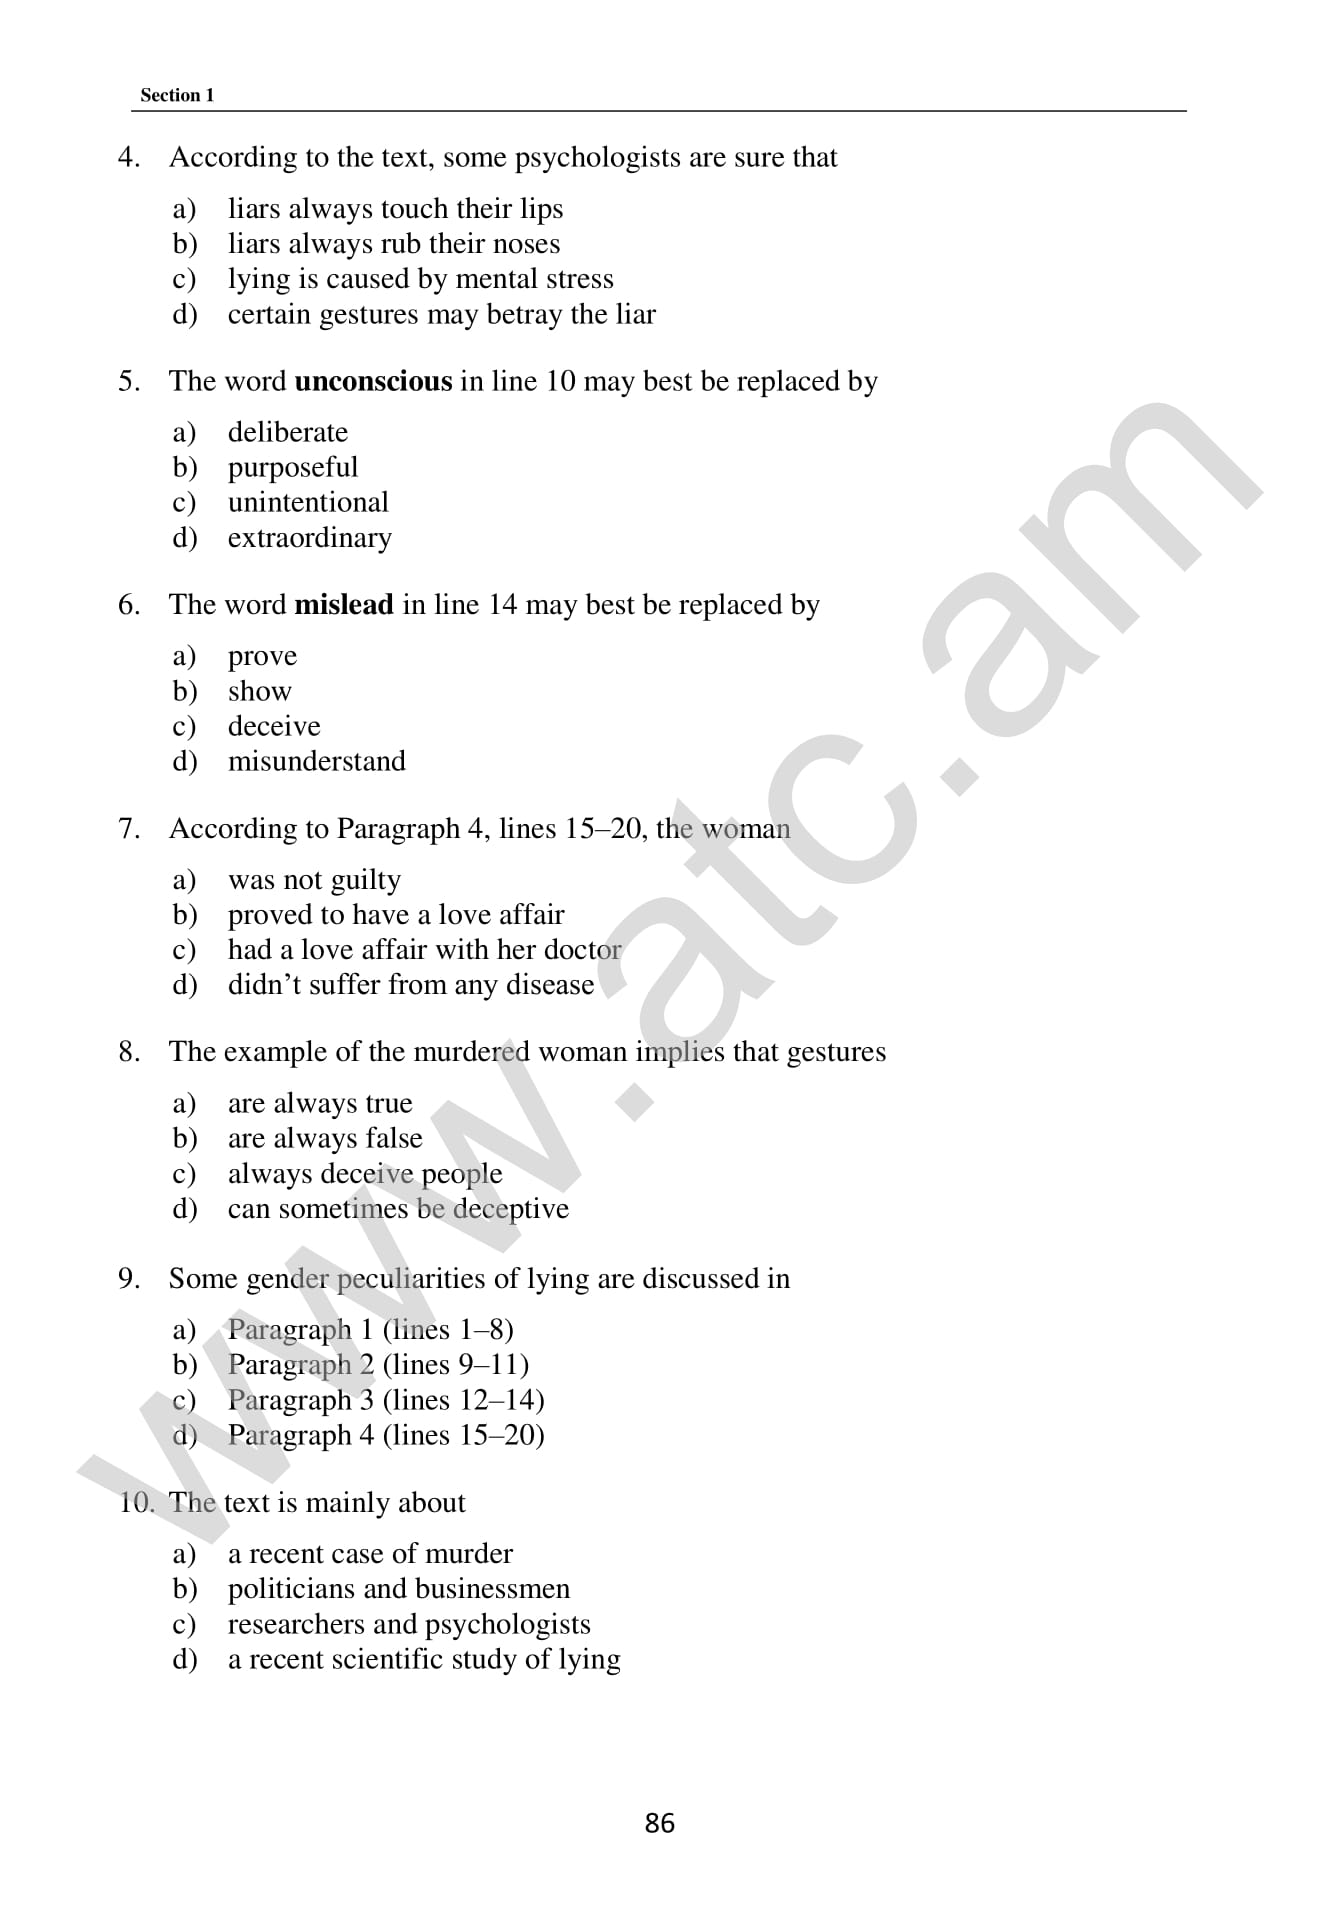 Section 1
4. According to the text, some psychologists are sure that
a) liars always touch their lips
b) liars always rub their noses
c) lying is caused by mental stress
d) certain gestures may betray the liar
5. The word unconscious in line 10 may best be replaced by
a) deliberate
b) purposeful
c) unintentional
d) extraordinary
6. The word mislead in line 14 may best be replaced by
a) prove
b) show
c) deceive
d) misunderstand
7. According to Paragraph 4, lines 15–20, the woman
a) was not guilty
b) proved to have a love affair
c) had a love affair with her doctor
d) didn’t suffer from any disease
8. The example of the murdered woman implies that gestures
a) are always true
b) are always false
c) always deceive people
d) can sometimes be deceptive
9. Some gender peculiarities of lying are discussed in
a) Paragraph 1 (lines 1–8)
b) Paragraph 2 (lines 9–11)
c) Paragraph 3 (lines 12–14)
d) Paragraph 4 (lines 15–20)
10. The text is mainly about
a) a recent case of murder
b) politicians and businessmen
c) researchers and psychologists
d) a recent scientific study of lying
86
www.atc.am